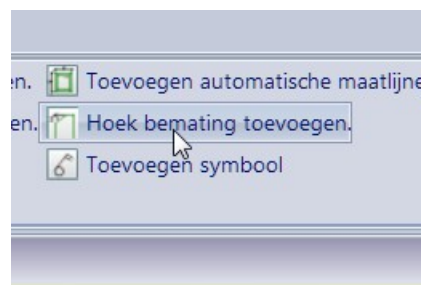 en. Toevoegen automatische maatlijne
en. Hoek bemating toevoegen.
Toevoegen symbool